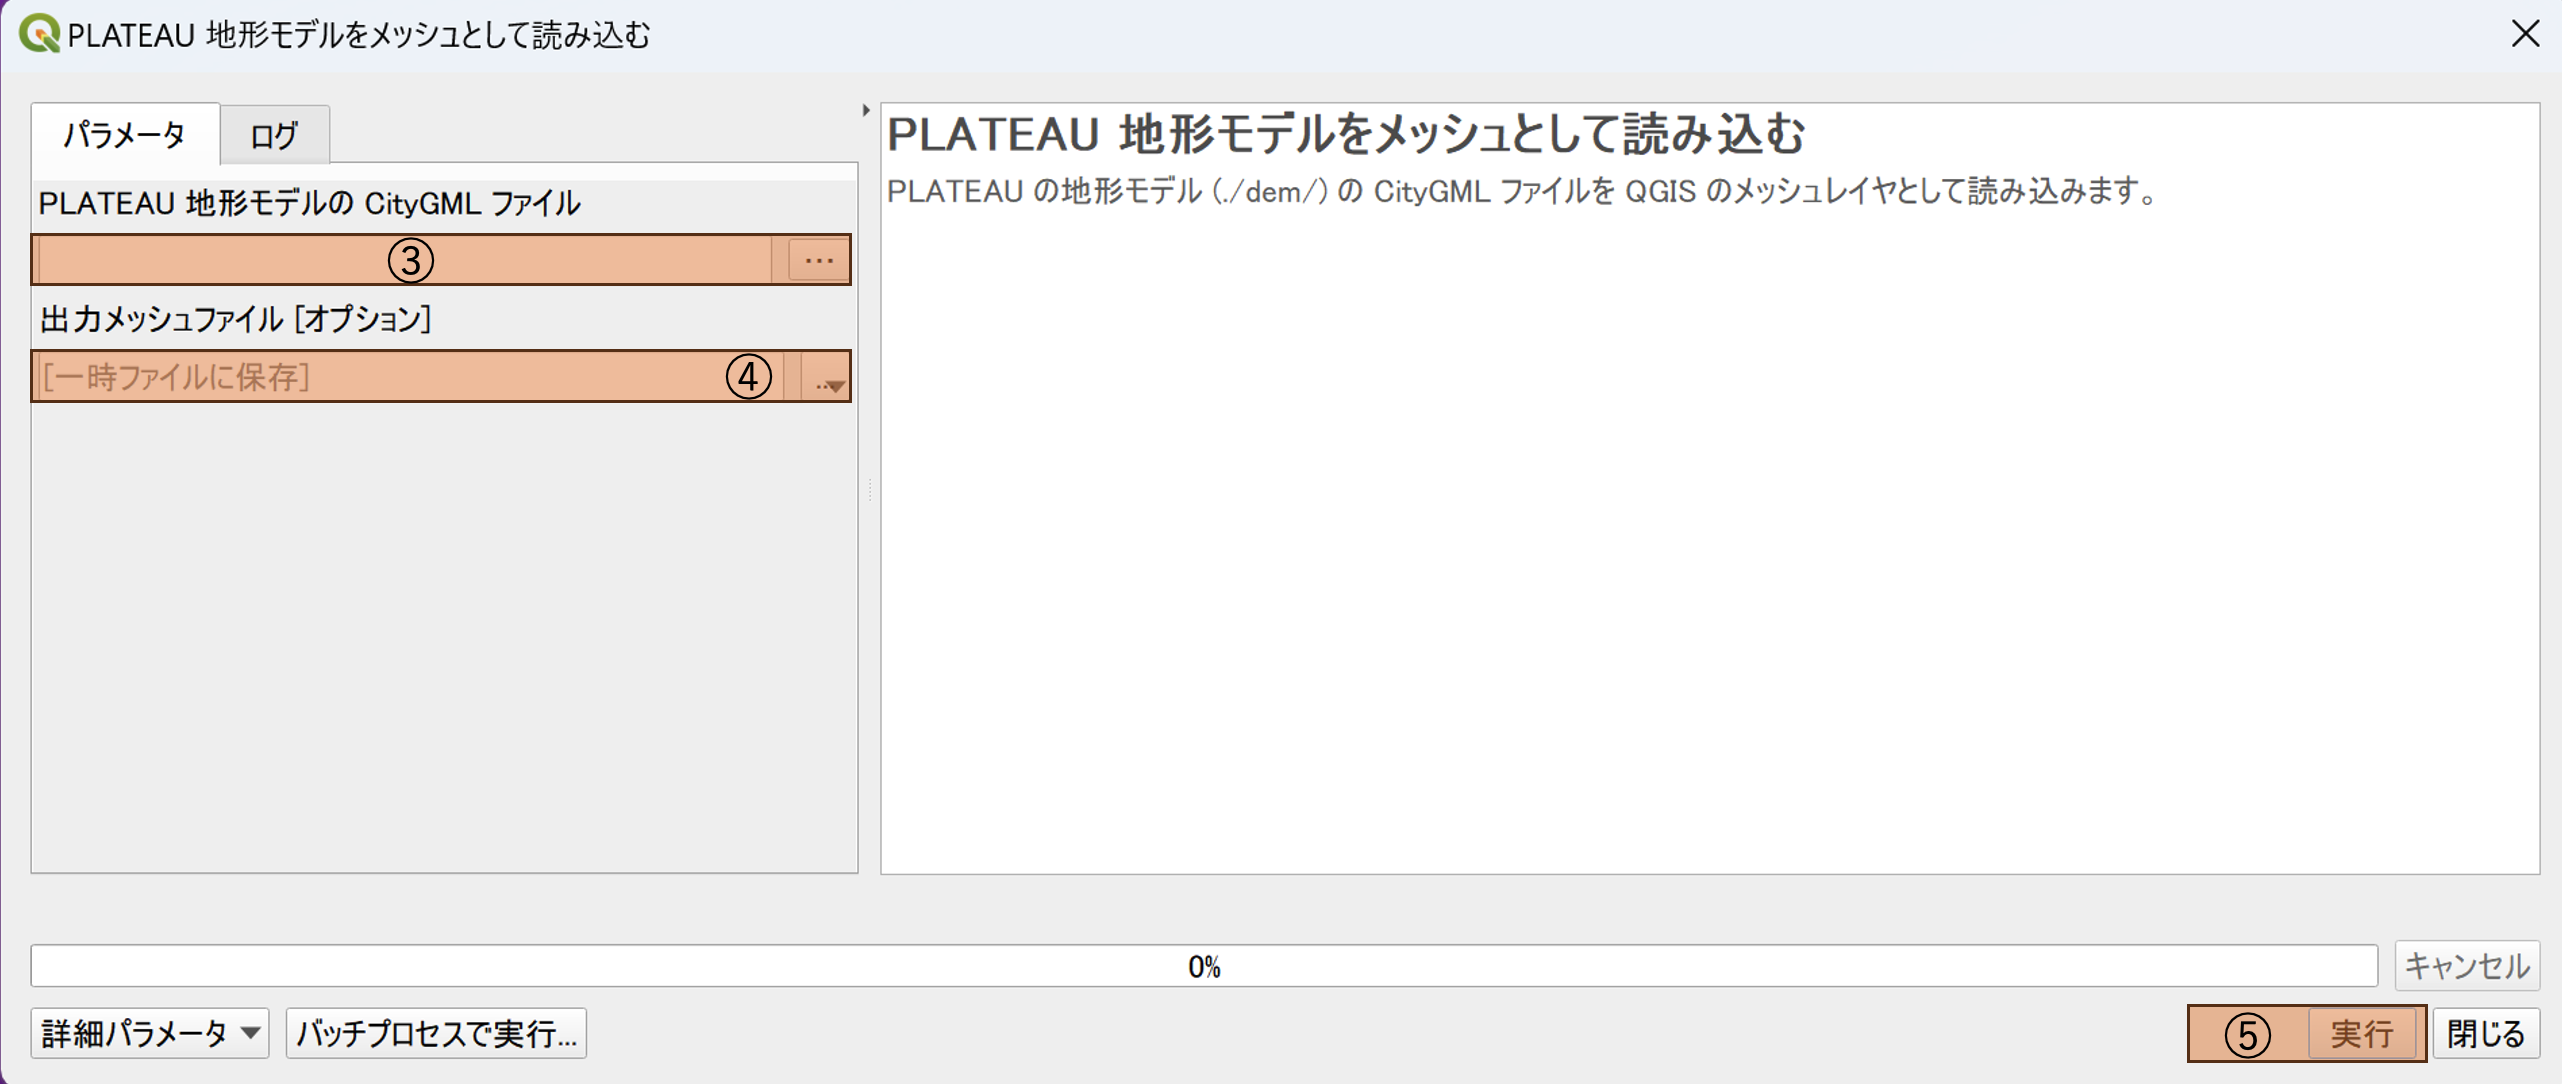 PLATEAU 地形モデルをメッシュとして読み込む
パラメータ
ログ
PLATEAU 地形モデルの CityGML ファイル
③
...
出力メッシュファイル [オプション]
[一時ファイルに保存]
④
...
PLATEAU 地形モデルをメッシュとして読み込む
PLATEAU の地形モデル (./dem/) の CityGML ファイルを QGIS のメッシュレイヤとして読み込みます。
0%
キャンセル
詳細パラメータ
バッチプロセスで実行...
⑤
実行
閉じる